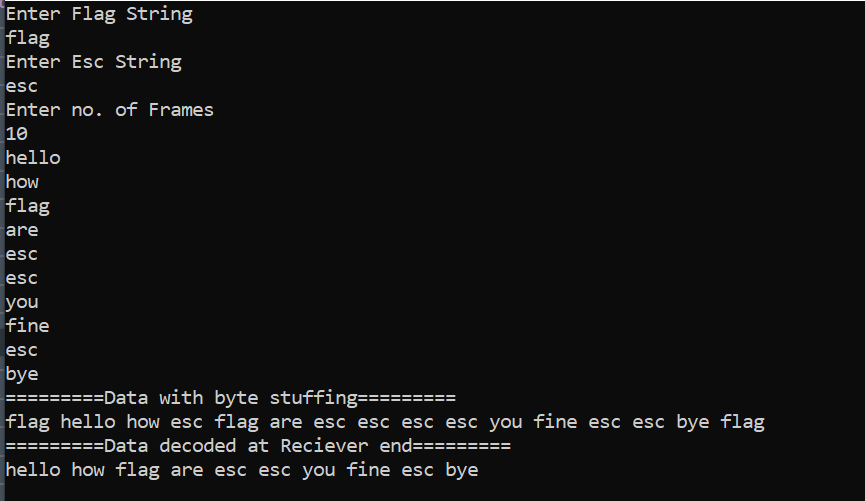 Enter Flag String
flag
Enter Esc String
esc
Enter no. of Frames
10
hello
how
flag
are
esc
esc
you
fine
esc
bye
=========Data with byte stuffing=========
flag hello how esc flag are esc esc esc esc you fine esc esc bye flag
=========Data decoded at Reciever end=========
hello how flag are esc esc you fine esc bye